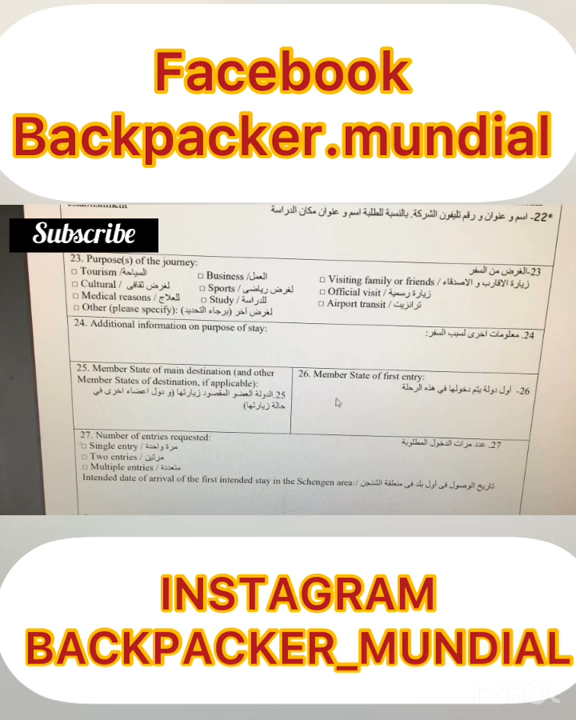 Facebook
Backpacker.mundial
*22- اسم و عنوان و رقم تليفون الشركة. بالنسبة للطلبة اسم و عنوان مكان الدراسة
Subscribe
23. Purpose(s) of the journey:
23-الغرض من السفر
□ Tourism /السياحة □ Business /العمل □ Visiting family or friends / زيارة الاقارب و الاصدقاء
□ Cultural / لغرض ثقافى □ Sports / لغرض رياضى □ Official visit / زيارة رسمية
□ Medical reasons / للعلاج □ Study / للدراسة □ Airport transit / ترانزيت
□ Other (please specify): (برجاء التحديد) لغرض آخر
24. Additional information on purpose of stay:
24. معلومات اخرى لسبب السفر:
25. Member State of main destination (and other
Member States of destination, if applicable):
25.الدولة العضو المقصود زيارتها (و دول اعضاء اخرى فى
حالة زيارتها)
26. Member State of first entry:
26- أول دولة يتم دخولها في هذه الرحلة
27. Number of entries requested:
27. عدد مرات الدخول المطلوبة
□ Single entry / مرة واحدة
□ Two entries / مرتين
□ Multiple entries / متعددة
Intended date of arrival of the first intended stay in the Schengen area: / تاريخ الوصول فى أول بلد فى منطقة الشنجن
INSTAGRAM
BACKPACKER_MUNDIAL